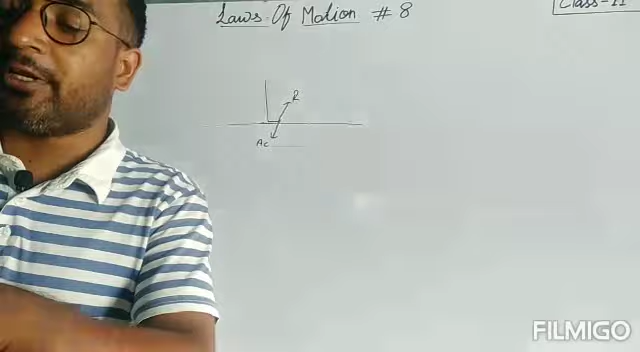 Laws Of Motion # 8
Class-11
R
Ac
FILMIGO